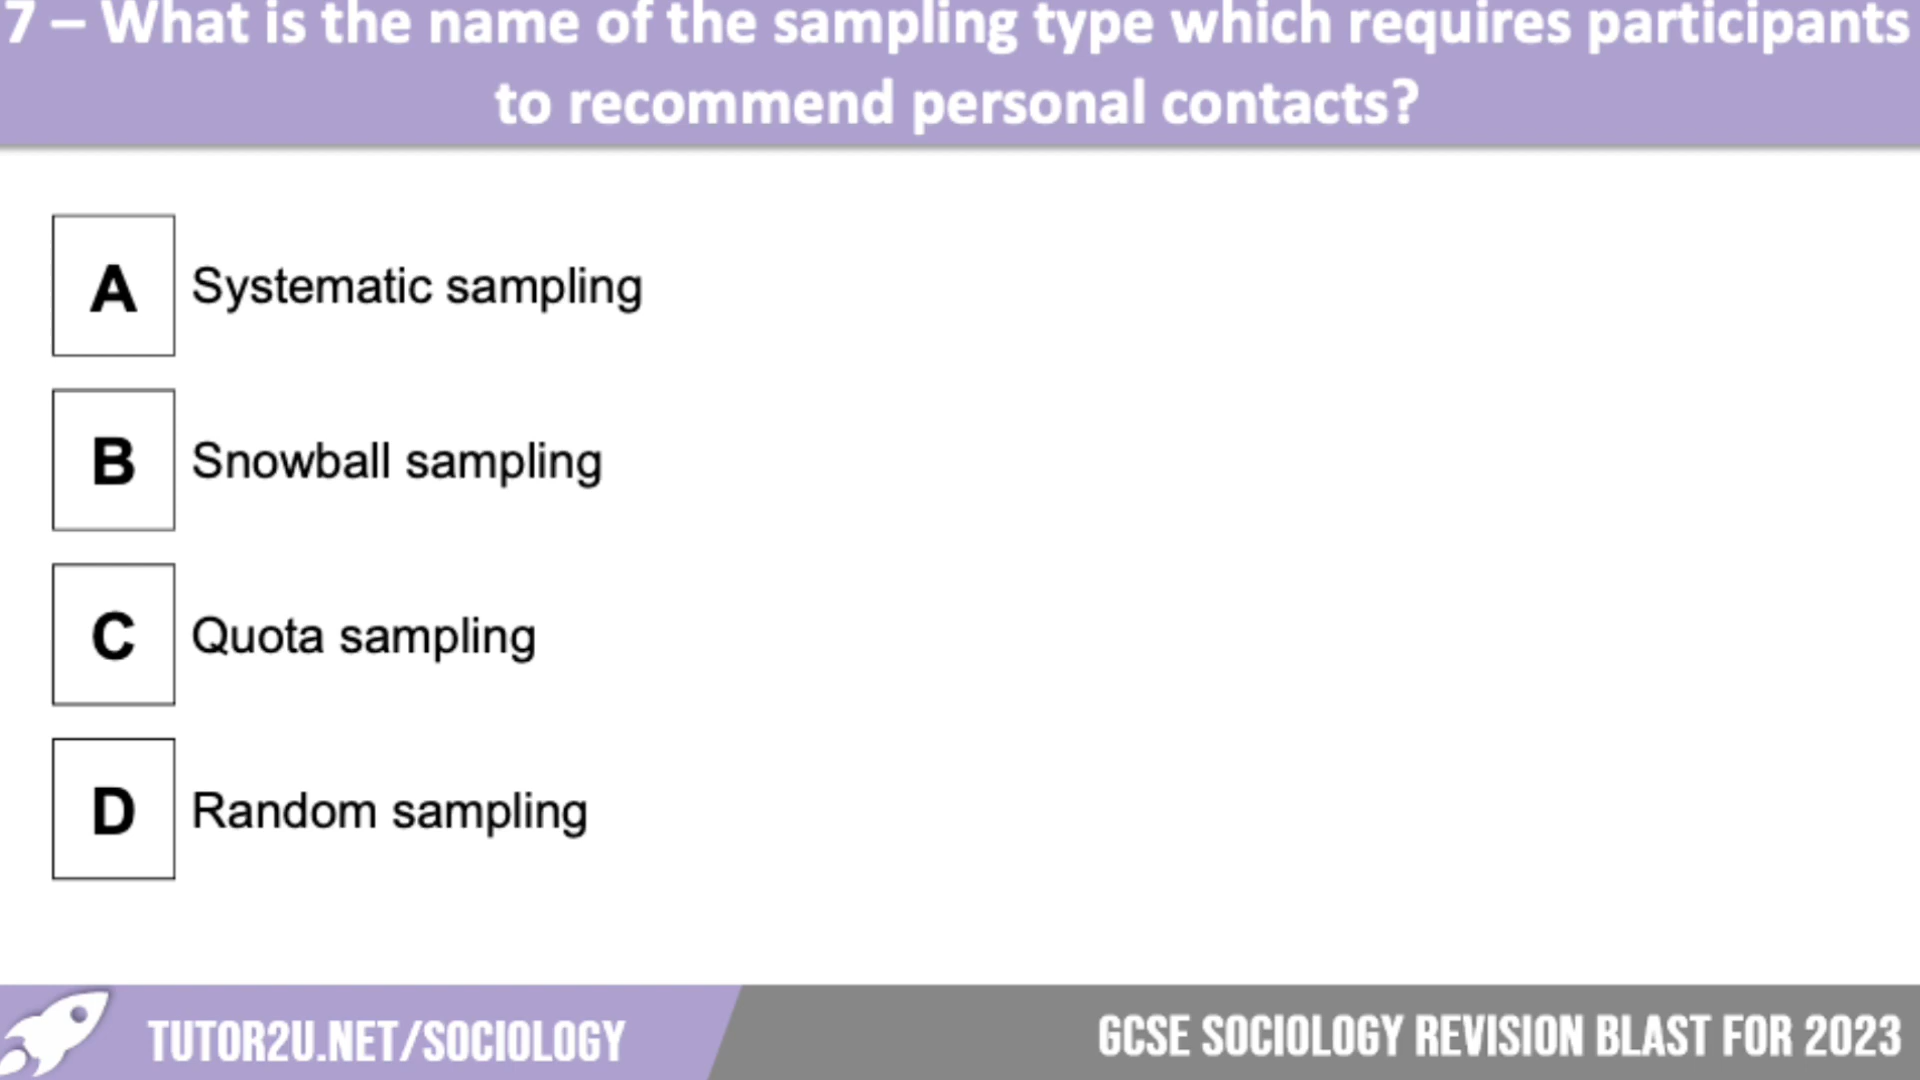 7 – What is the name of the sampling type which requires participants
to recommend personal contacts?
A Systematic sampling
B Snowball sampling
C Quota sampling
D Random sampling
TUTOR2U.NET/SOCIOLOGY
GCSE SOCIOLOGY REVISION BLAST FOR 2023